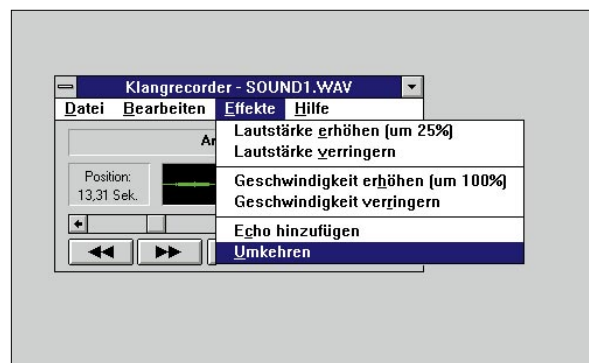 Klangrecorder - SOUND1.WAV
Datei Bearbeiten Effekte Hilfe
Lautstärke erhöhen (um 25%)
Lautstärke verringern
Position:
13,31 Sek.
Geschwindigkeit erhöhen (um 100%)
Geschwindigkeit verringern
Echo hinzufügen
Umkehren